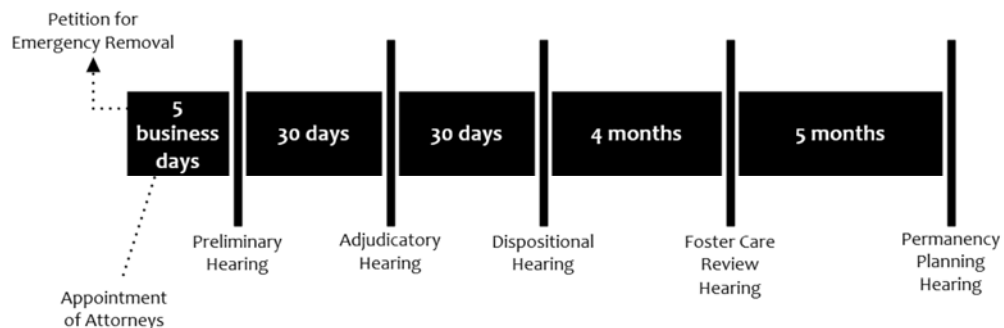 Petition for
Emergency Removal
5
business
days
30 days
30 days
4 months
5 months
Preliminary
Hearing
Adjudicatory
Hearing
Dispositional
Hearing
Foster Care
Review
Hearing
Permanency
Planning
Hearing
Appointment
of Attorneys